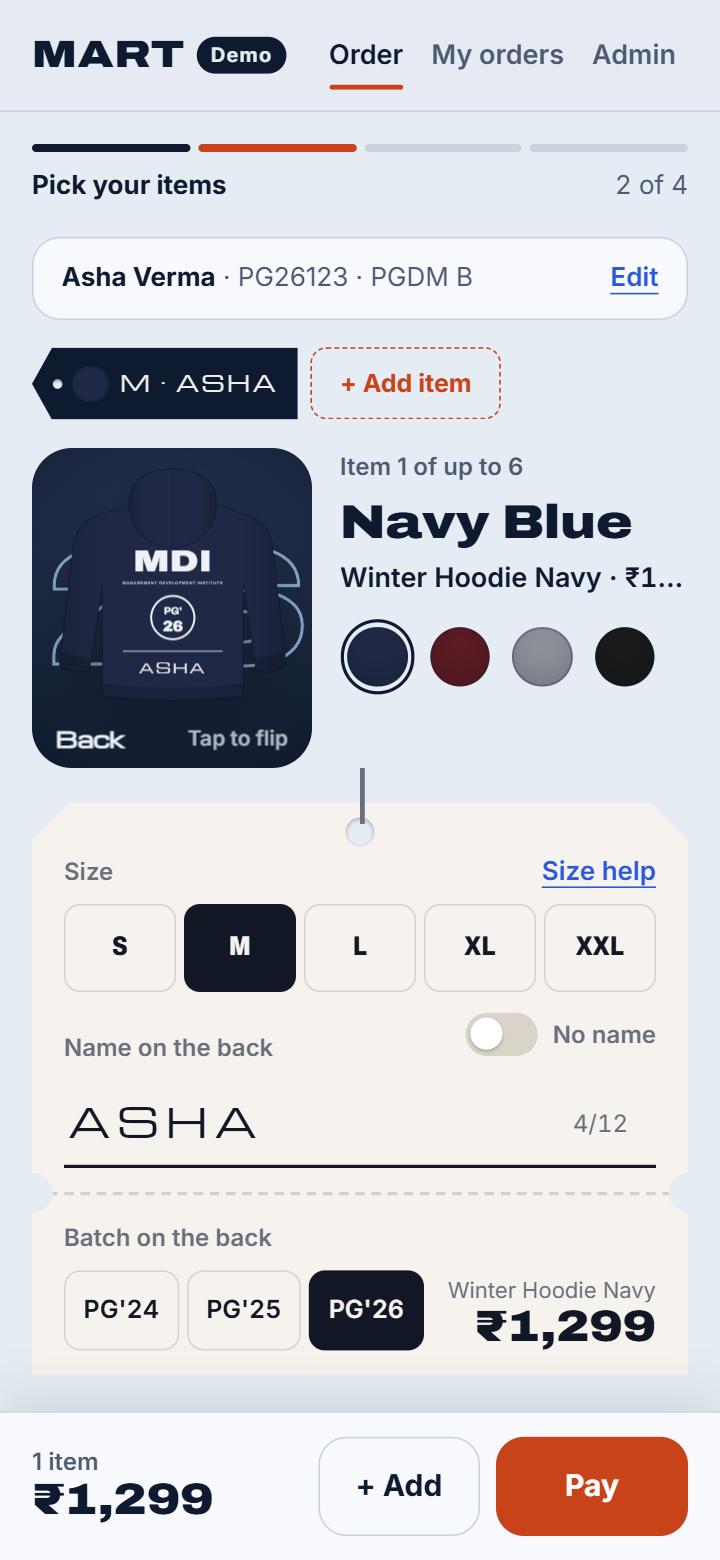 MART Demo Order My orders Admin
Pick your items 2 of 4
Asha Verma · PG26123 · PGDM B Edit
M · ASHA + Add item
Item 1 of up to 6
Navy Blue
Winter Hoodie Navy · ₹1...
MDI
MANAGEMENT DEVELOPMENT INSTITUTE
PG'
26
ASHA
Back Tap to flip
Size Size help
S M L XL XXL
Name on the back No name
ASHA 4/12
Batch on the back
PG'24 PG'25 PG'26 Winter Hoodie Navy
₹1,299
1 item
₹1,299 + Add Pay